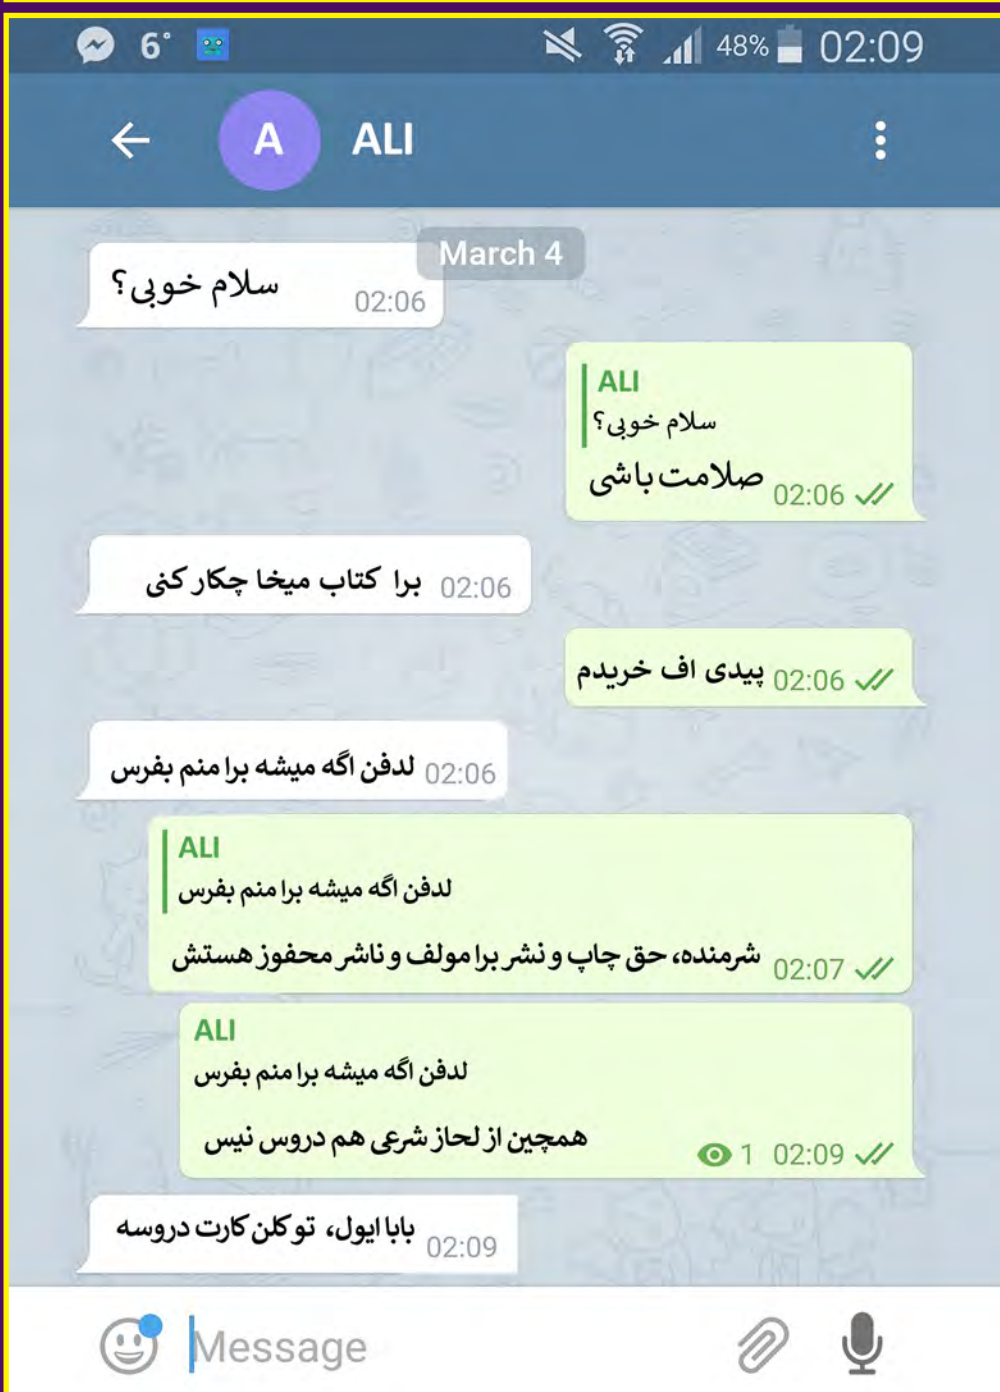 6°
48% 02:09
A ALI
March 4
سلام خوبی؟ 02:06
ALI
سلام خوبی؟
صلامت باشی 02:06
برا کتاب میخا چکار کنی 02:06
پیدی اف خریدم 02:06
لدفن اگه میشه برا منم بفرس 02:06
ALI
لدفن اگه میشه برا منم بفرس
شرمنده، حق چاپ و نشر برا مولف و ناشر محفوز هستش 02:07
ALI
لدفن اگه میشه برا منم بفرس
همچین از لحاز شرعی هم دروس نیس 1 02:09
بابا ایول، تو کلن کارت دروسه 02:09
Message